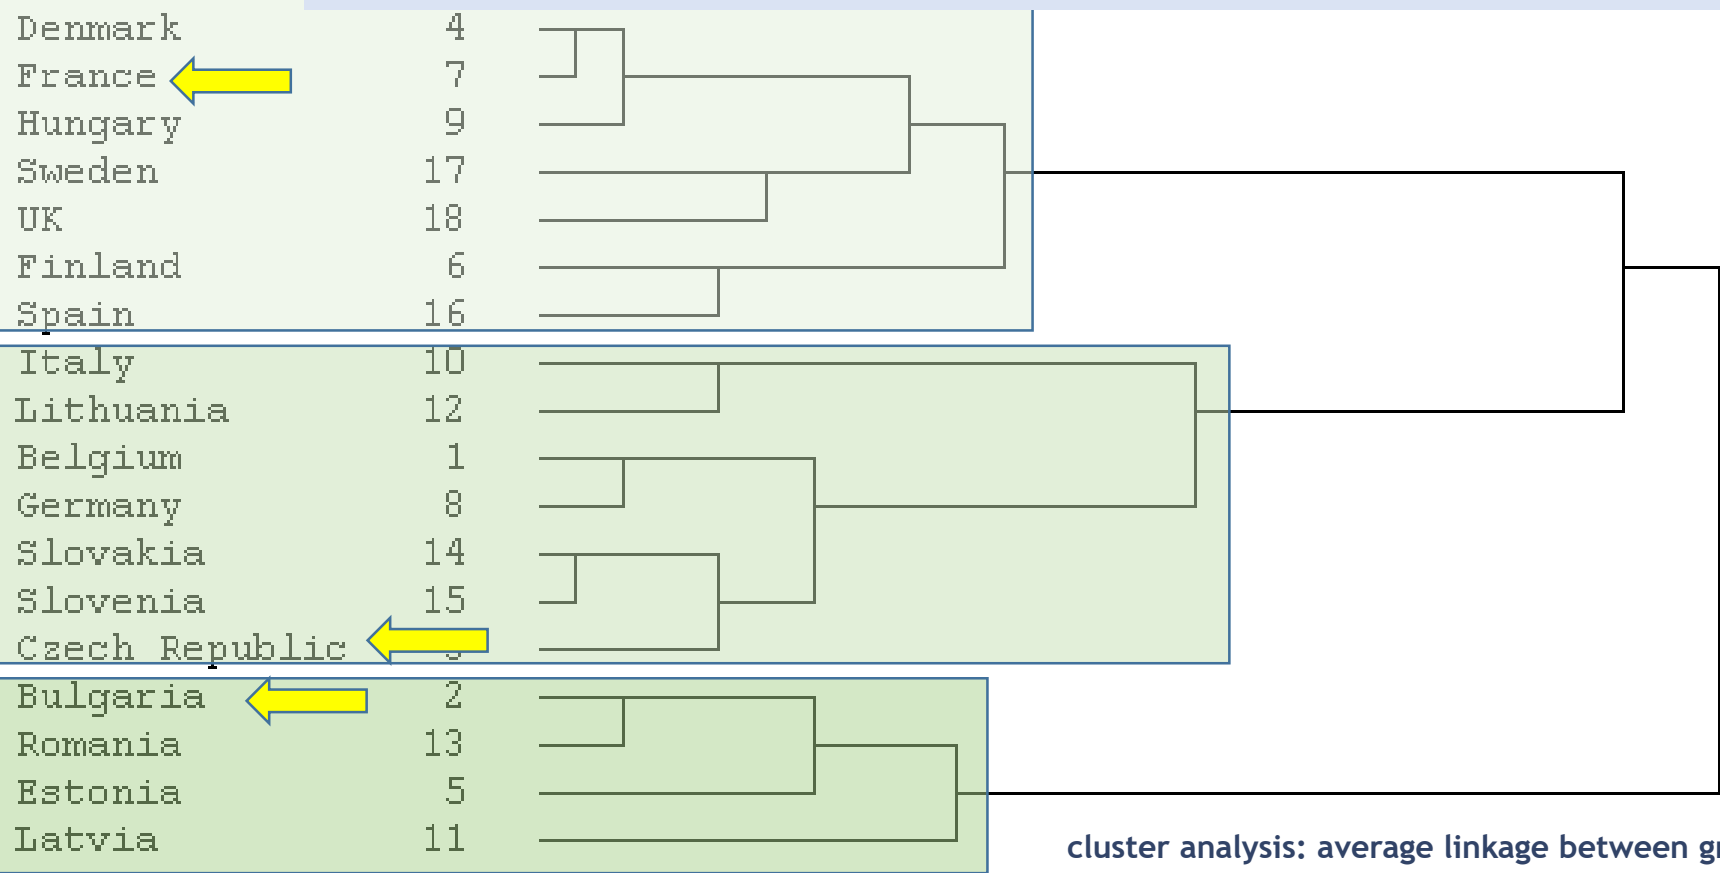 Denmark 4
France 7
Hungary 9
Sweden 17
UK 18
Finland 6
Spain 16
Italy 10
Lithuania 12
Belgium 1
Germany 8
Slovakia 14
Slovenia 15
Czech Republic
Bulgaria 2
Romania 13
Estonia 5
Latvia 11
cluster analysis: average linkage between